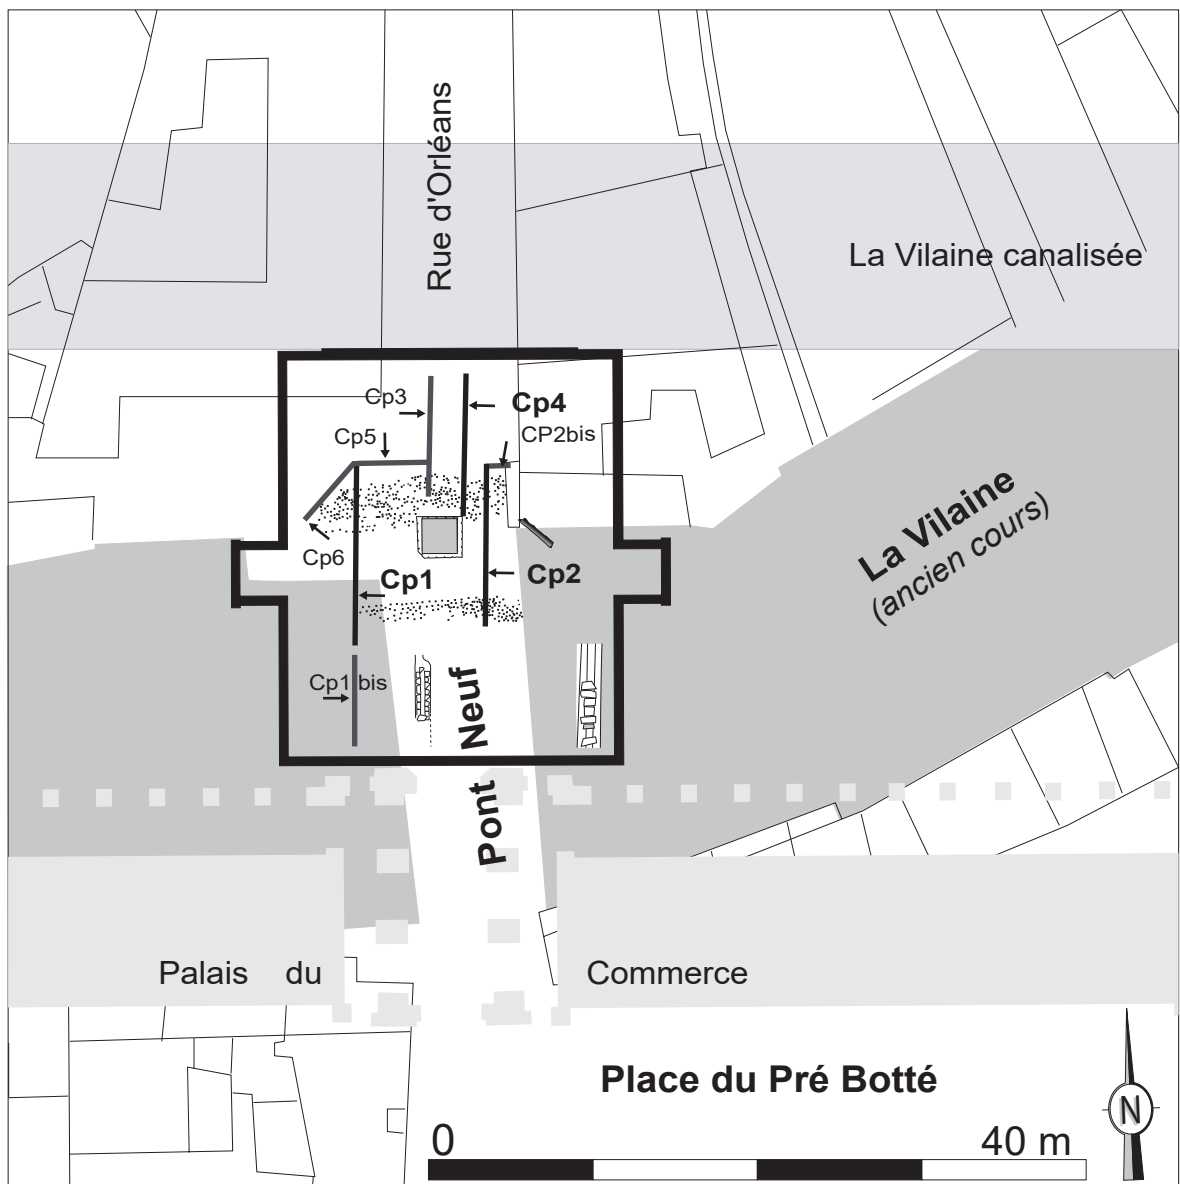 Rue d'Orléans
La Vilaine canalisée
Cp3
Cp4
Cp5
CP2bis
Cp6
Cp1
Cp2
La Vilaine
(ancien cours)
Cp1 bis
Pont Neuf
Palais du Commerce
Place du Pré Botté
N
0 40 m